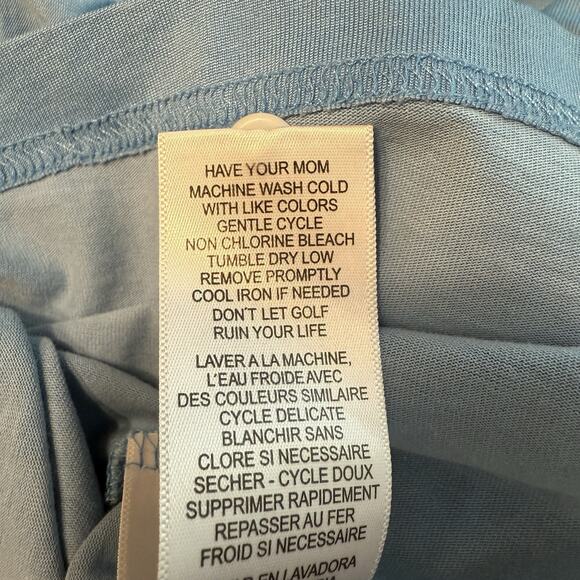 HAVE YOUR MOM
MACHINE WASH COLD
WITH LIKE COLORS
GENTLE CYCLE
NON CHLORINE BLEACH
TUMBLE DRY LOW
REMOVE PROMPTLY
COOL IRON IF NEEDED
DON'T LET GOLF
RUIN YOUR LIFE
LAVER A LA MACHINE,
L'EAU FROIDE AVEC
DES COULEURS SIMILAIRE
CYCLE DELICATE
BLANCHIR SANS
CLORE SI NECESSAIRE
SECHER - CYCLE DOUX
SUPPRIMER RAPIDEMENT
REPASSER AU FER
FROID SI NECESSAIRE
EN LAVADORA